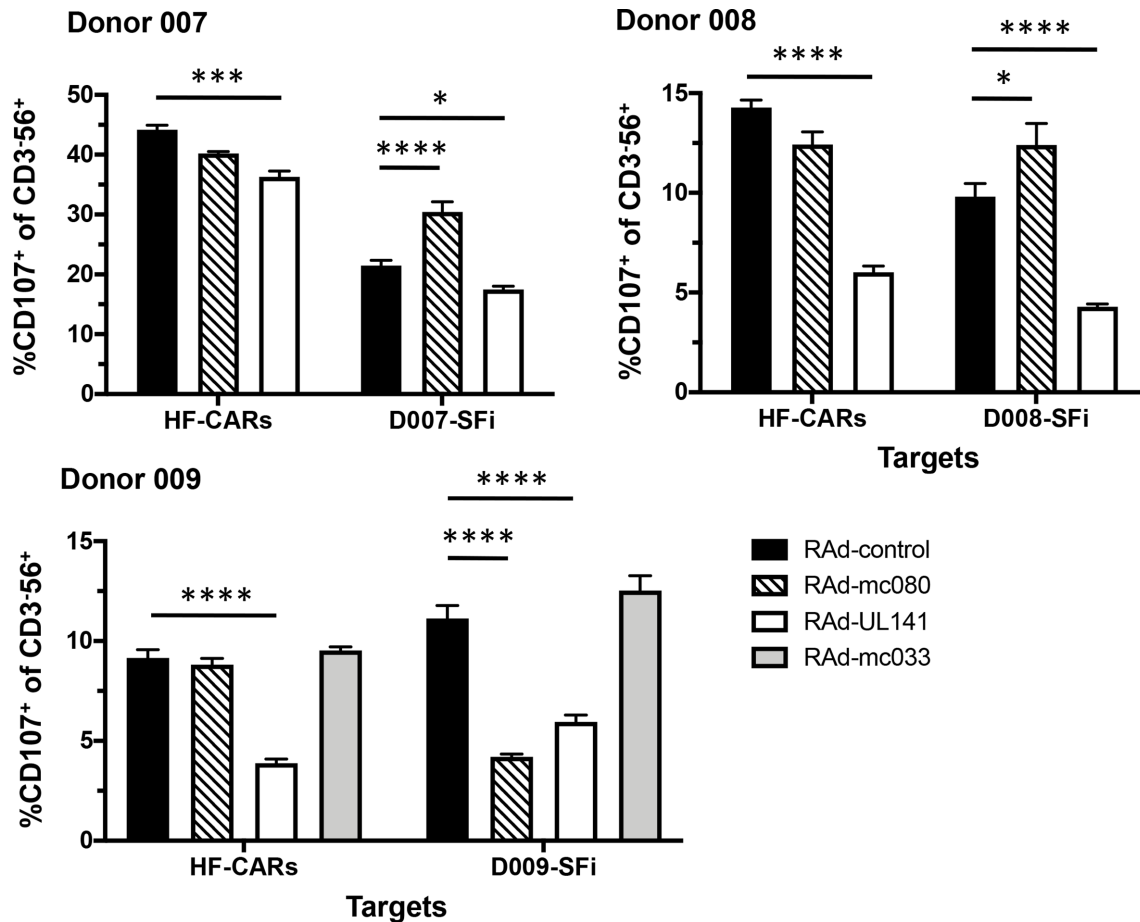 Donor 007
***
*
****
%CD107⁺ of CD3⁻56⁺
50
40
30
20
10
0
HF-CARs
D007-SFi
Donor 008
****
****
*
%CD107⁺ of CD3⁻56⁺
15
10
5
0
HF-CARs
D008-SFi
Targets
Donor 009
****
****
****
%CD107⁺ of CD3⁻56⁺
15
10
5
0
HF-CARs
D009-SFi
Targets
RAd-control
RAd-mc080
RAd-UL141
RAd-mc033